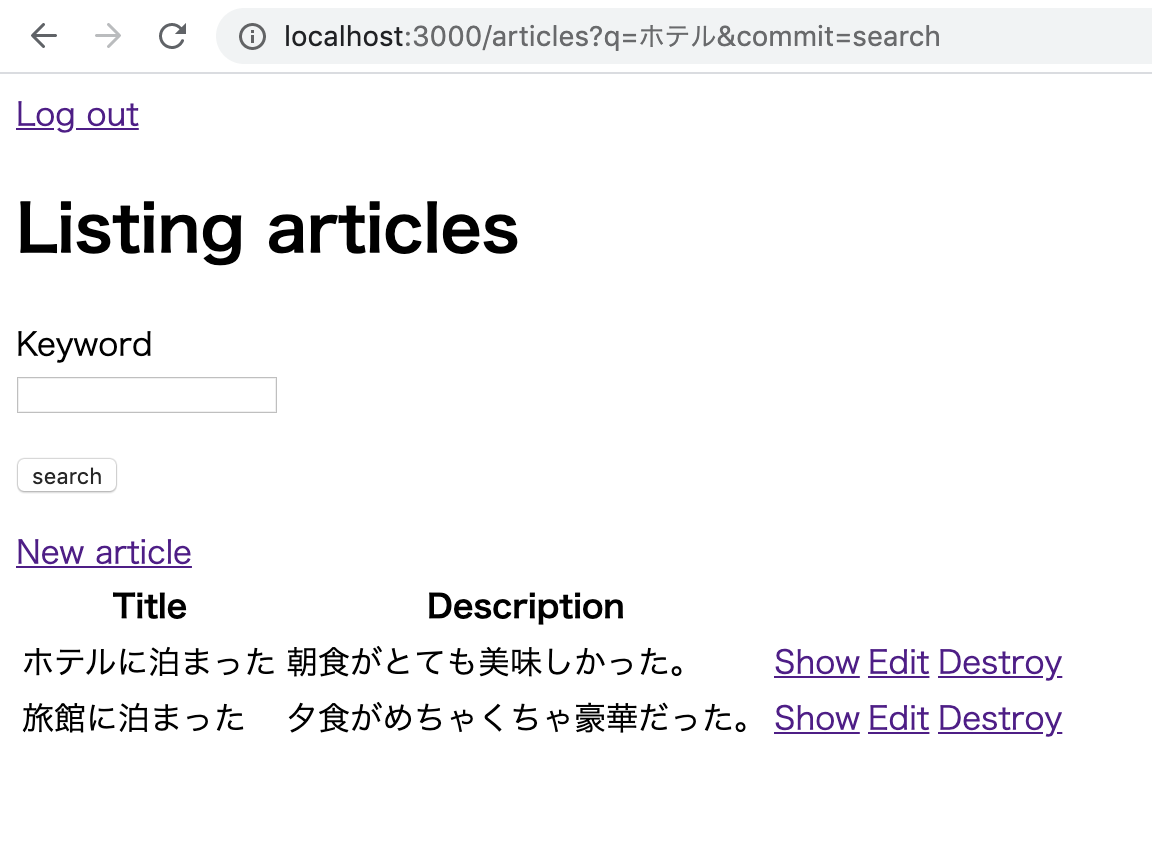 localhost:3000/articles?q=ホテル&commit=search
Log out
Listing articles
Keyword
search
New article
Title Description
ホテルに泊まった 朝食がとても美味しかった。 Show Edit Destroy
旅館に泊まった 夕食がめちゃくちゃ豪華だった。 Show Edit Destroy